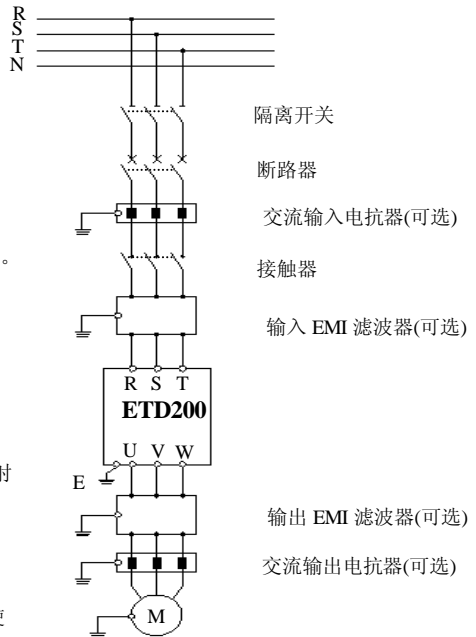 R
S
T
N
隔离开关
断路器
交流输入电抗器(可选)
。
接触器
输入 EMI 滤波器(可选)
R S T
ETD200
U V W
射
E
输出 EMI 滤波器(可选)
交流输出电抗器(可选)
M